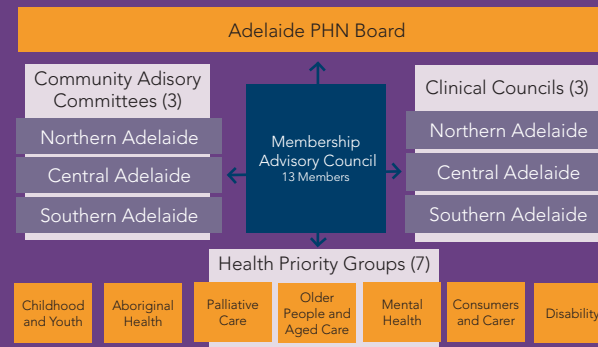 Adelaide PHN Board
Community Adisory
Committees (3)
Northern Adelaide
Central Adelaide
Southern Adelaide
Membership
Advisory Council
13 Members
Clinical Councils (3)
Northern Adelaide
Central Adelaide
Southern Adelaide
Health Priority Groups (7)
Childhood
and Youth
Aboriginal
Health
Palliative
Care
Older
People and
Aged Care
Mental
Health
Consumers
and Carer
Disability